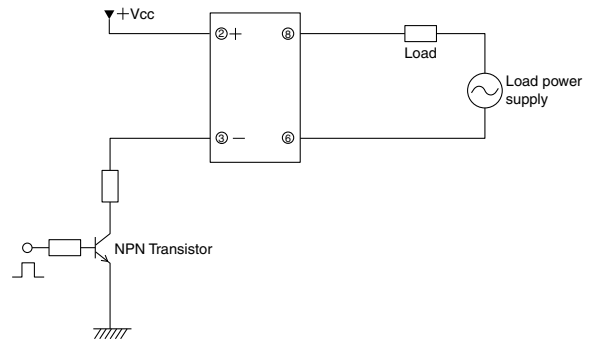 +Vcc
② +
⑧
Load
Load power
supply
③ −
⑥
NPN Transistor